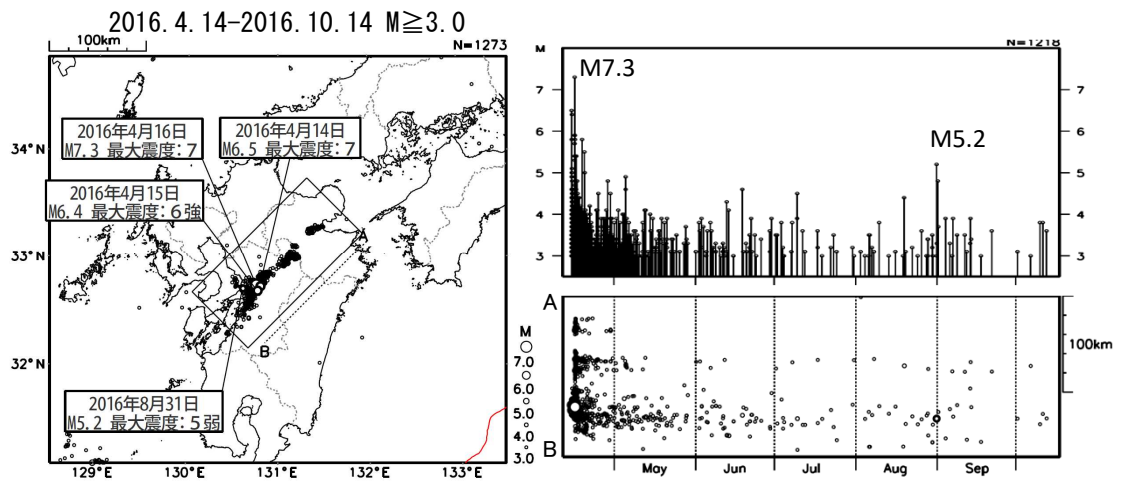 2016.4.14-2016.10.14 M≧3.0
100km
N=1273
2016年4月16日
M7.3 最大震度:7
2016年4月14日
M6.5 最大震度:7
2016年4月15日
M6.4 最大震度:6強
2016年8月31日
M5.2 最大震度:5弱
34°N
33°N
32°N
129°E
130°E
131°E
132°E
133°E
B
M
7.0
6.0
5.0
4.0
3.0
M
N=1218
M7.3
M5.2
7
6
5
4
3
7
6
5
4
3
A
B
100km
May
Jun
Jul
Aug
Sep